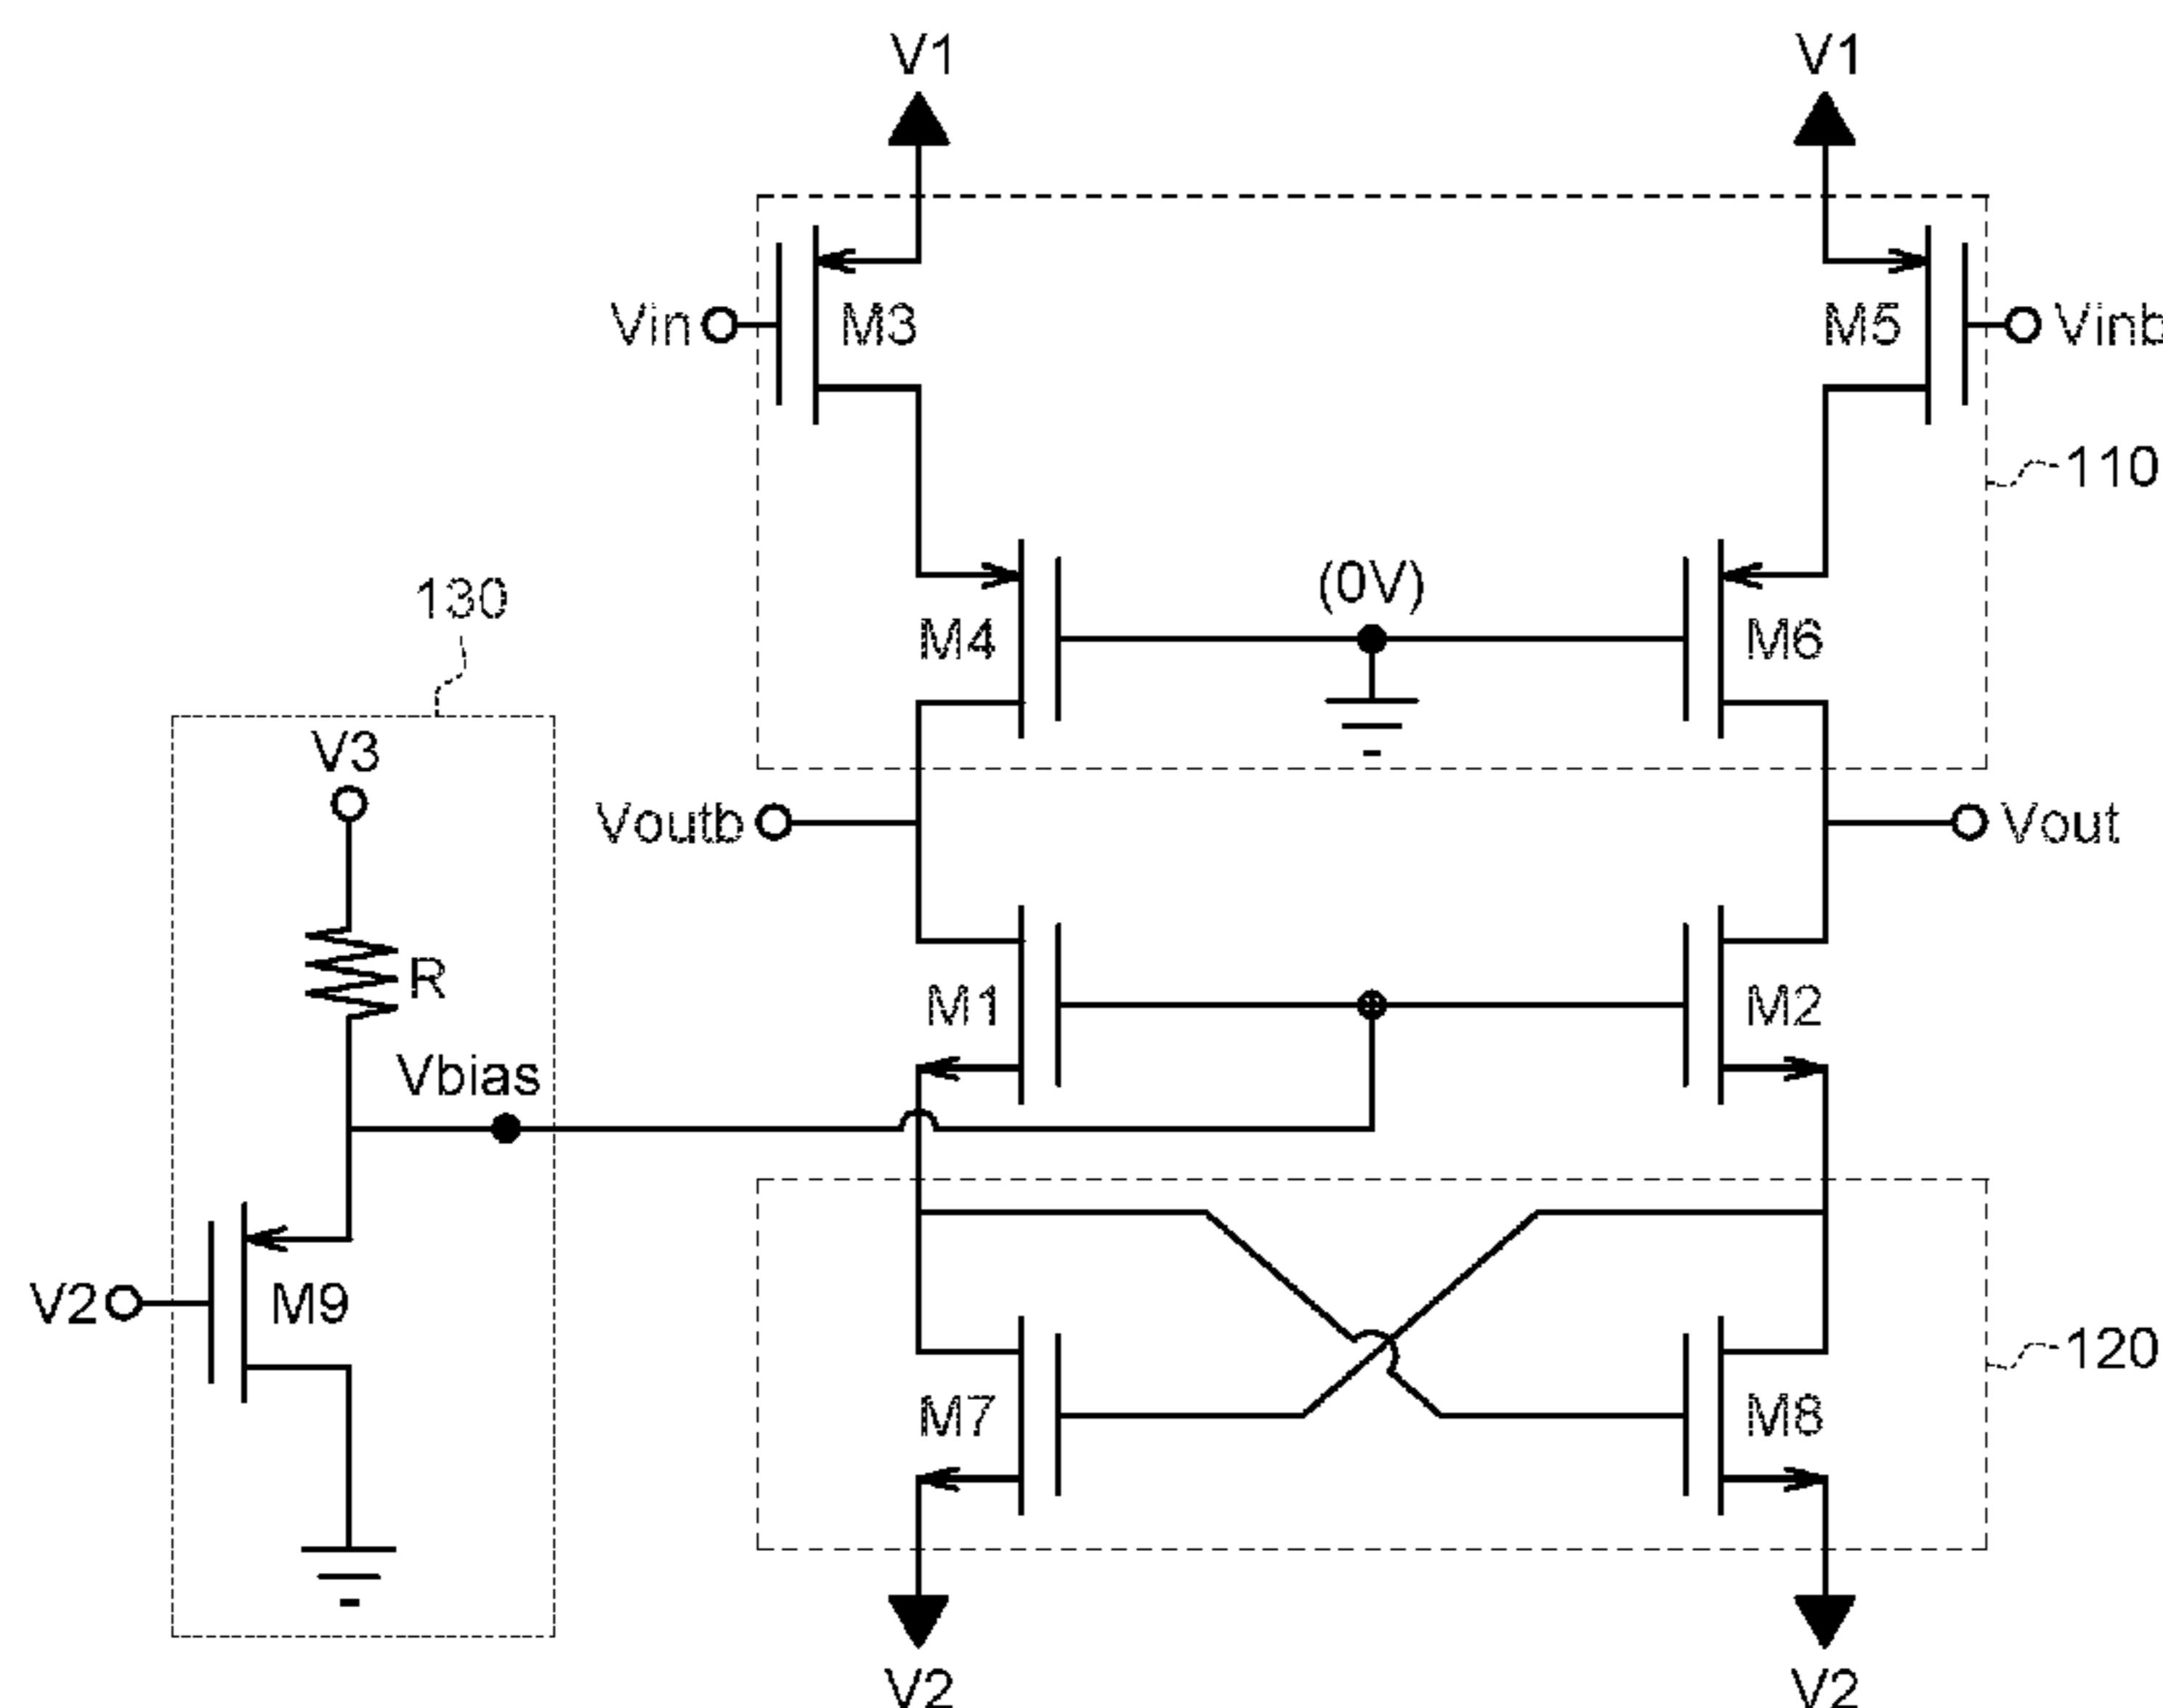 V1 V1
Vin M3 M5 Vinb
110
130 (0V)
M4 M6
V3
Voutb Vout
R M1 M2
Vbias
V2 M9
120
M7 M8
V2 V2